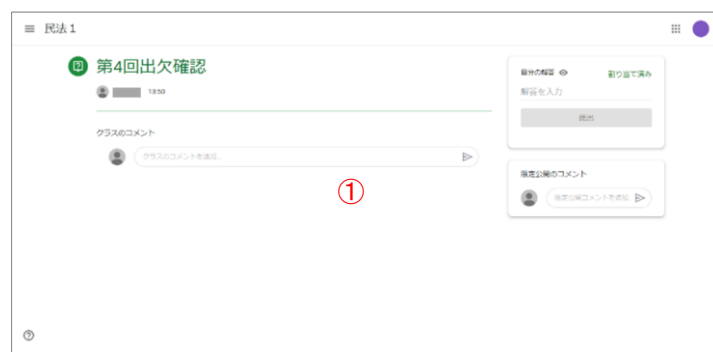 民法 1
第4回出欠確認
13:50
自分の解答
割り当て済み
解答を入力
提出
クラスのコメント
クラスのコメントを追加...
①
限定公開のコメント
限定公開コメントを追加